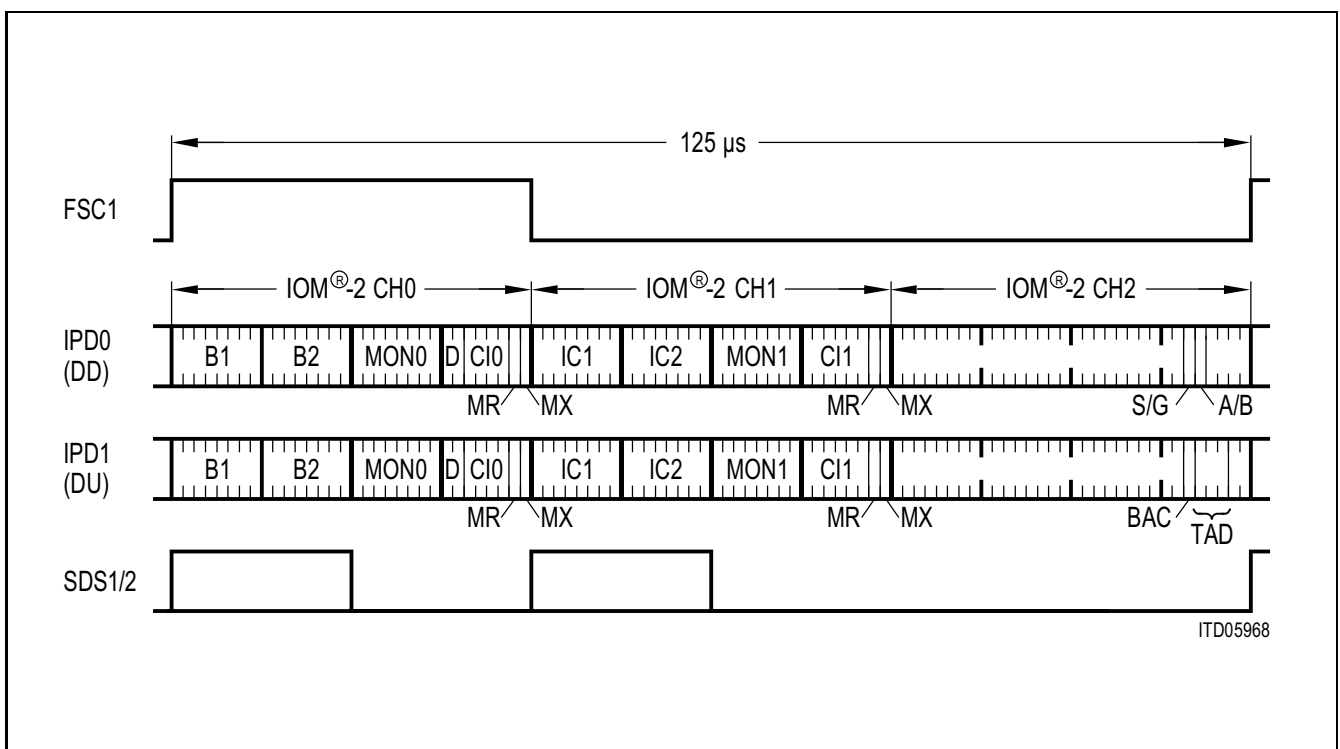 125 µs
FSC1
IOM®-2 CH0 IOM®-2 CH1 IOM®-2 CH2
IPD0
(DD)
B1 B2 MON0 D CI0 IC1 IC2 MON1 CI1
MR MX MR MX S/G A/B
IPD1
(DU)
B1 B2 MON0 D CI0 IC1 IC2 MON1 CI1
MR MX MR MX BAC TAD
SDS1/2
ITD05968